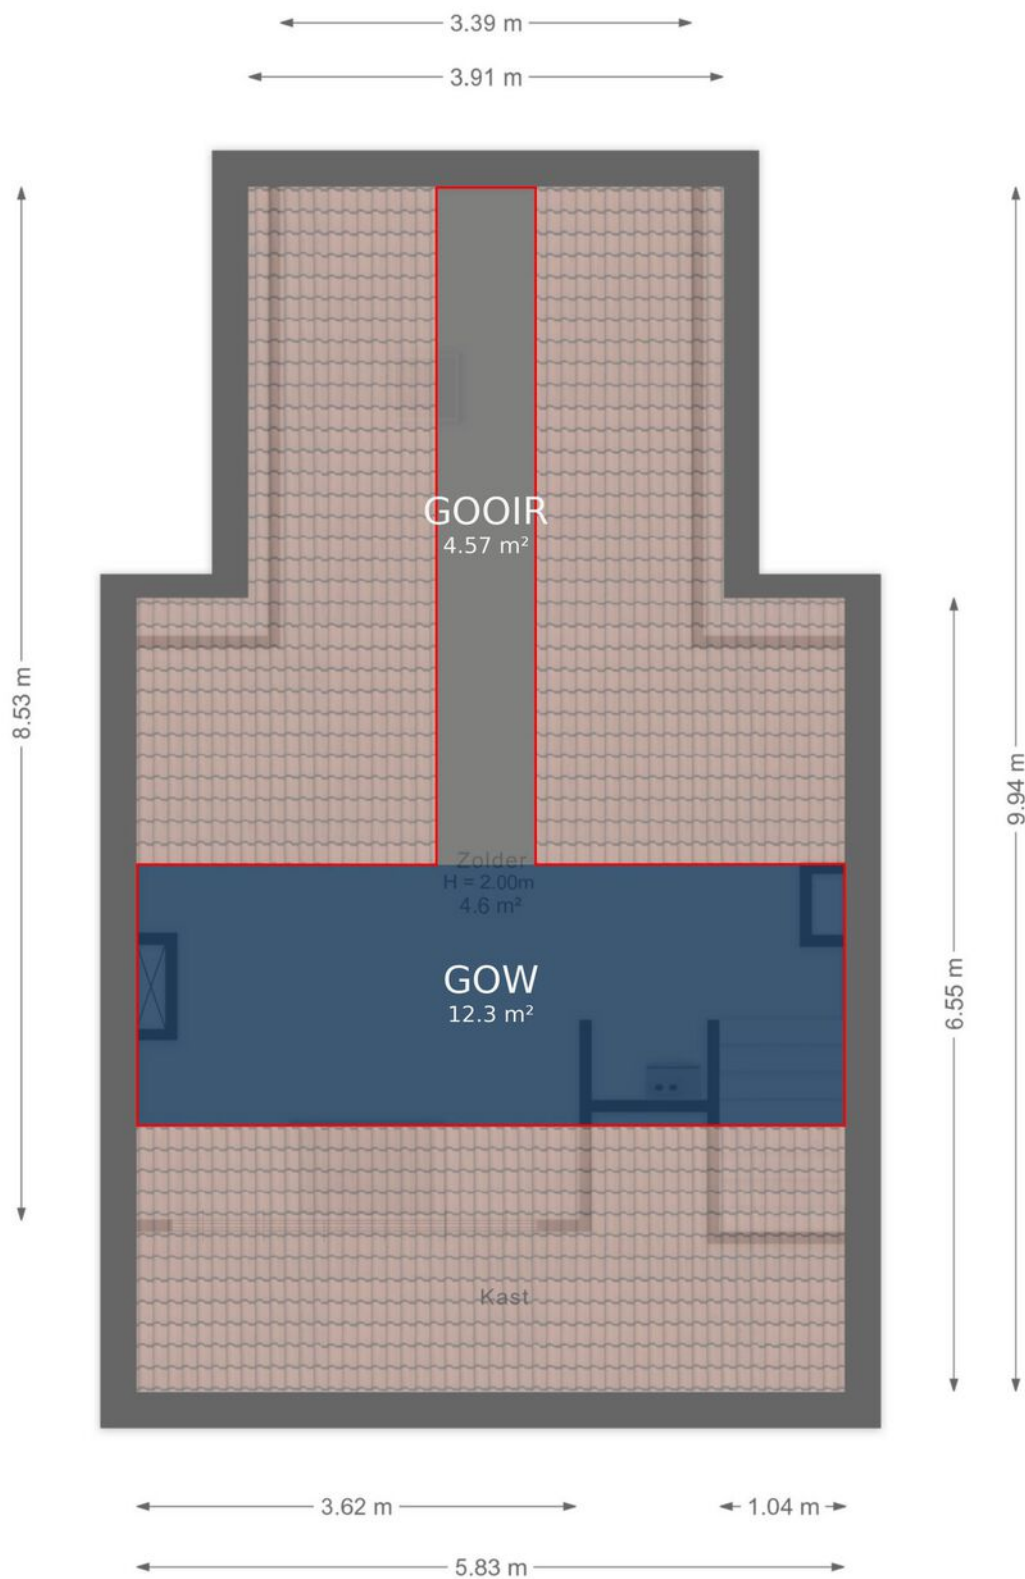 3.39 m
3.91 m
GOOIR
4.57 m²
8.53 m
9.94 m
Zolder
H = 2.00m
4.6 m²
GOW
12.3 m²
6.55 m
Kast
3.62 m
1.04 m
5.83 m